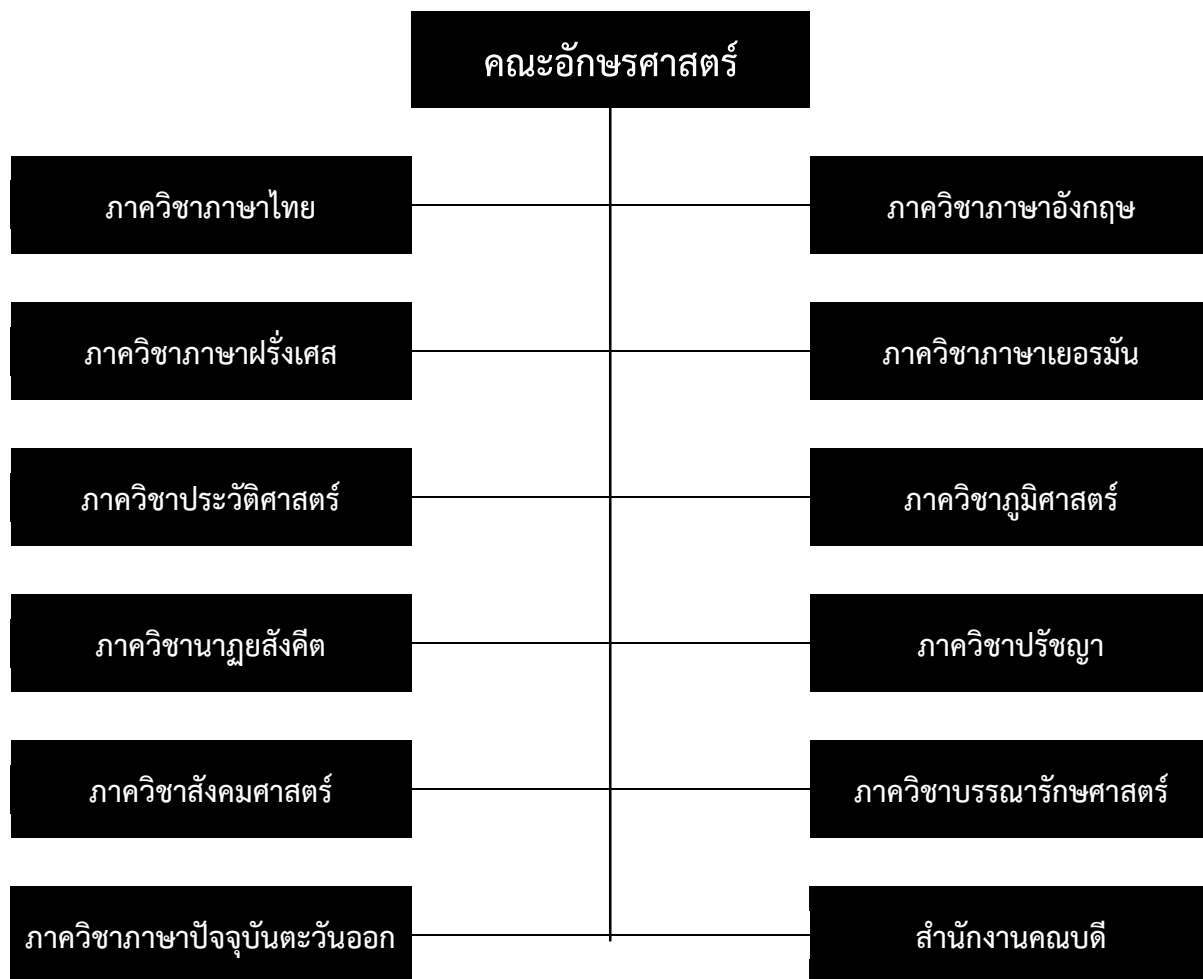 คณะอักษรศาสตร์
ภาควิชาภาษาไทย
ภาควิชาภาษาอังกฤษ
ภาควิชาภาษาฝรั่งเศส
ภาควิชาภาษาเยอรมัน
ภาควิชาประวัติศาสตร์
ภาควิชาภูมิศาสตร์
ภาควิชานาฏยสังคีต
ภาควิชาปรัชญา
ภาควิชาสังคมศาสตร์
ภาควิชาบรรณารักษศาสตร์
ภาควิชาภาษาปัจจุบันตะวันออก
สำนักงานคณบดี